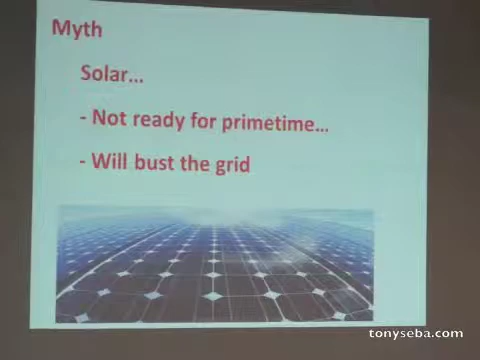 Myth
Solar...
- Not ready for primetime...
- Will bust the grid
tonyseba.com